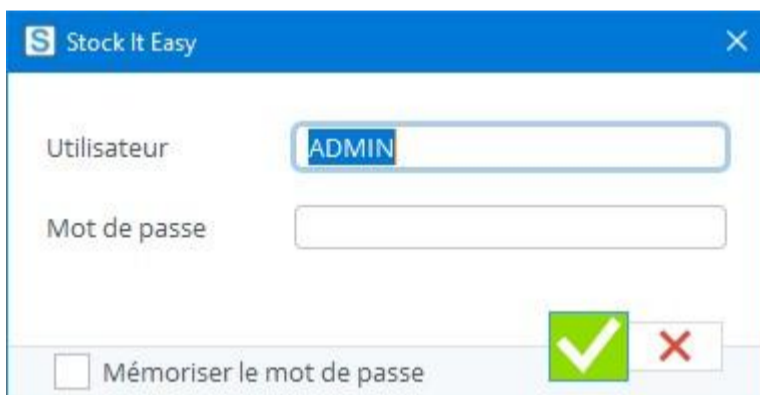 S Stock It Easy
Utilisateur ADMIN
Mot de passe
Mémoriser le mot de passe